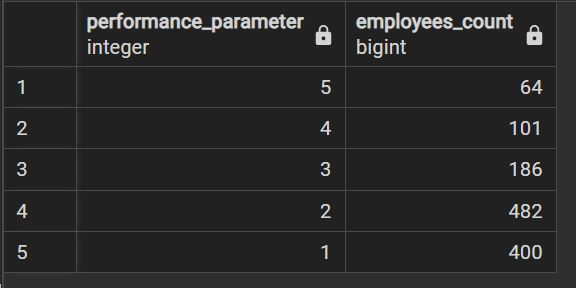 performance_parameter employees_count
integer bigint
1 5 64
2 4 101
3 3 186
4 2 482
5 1 400